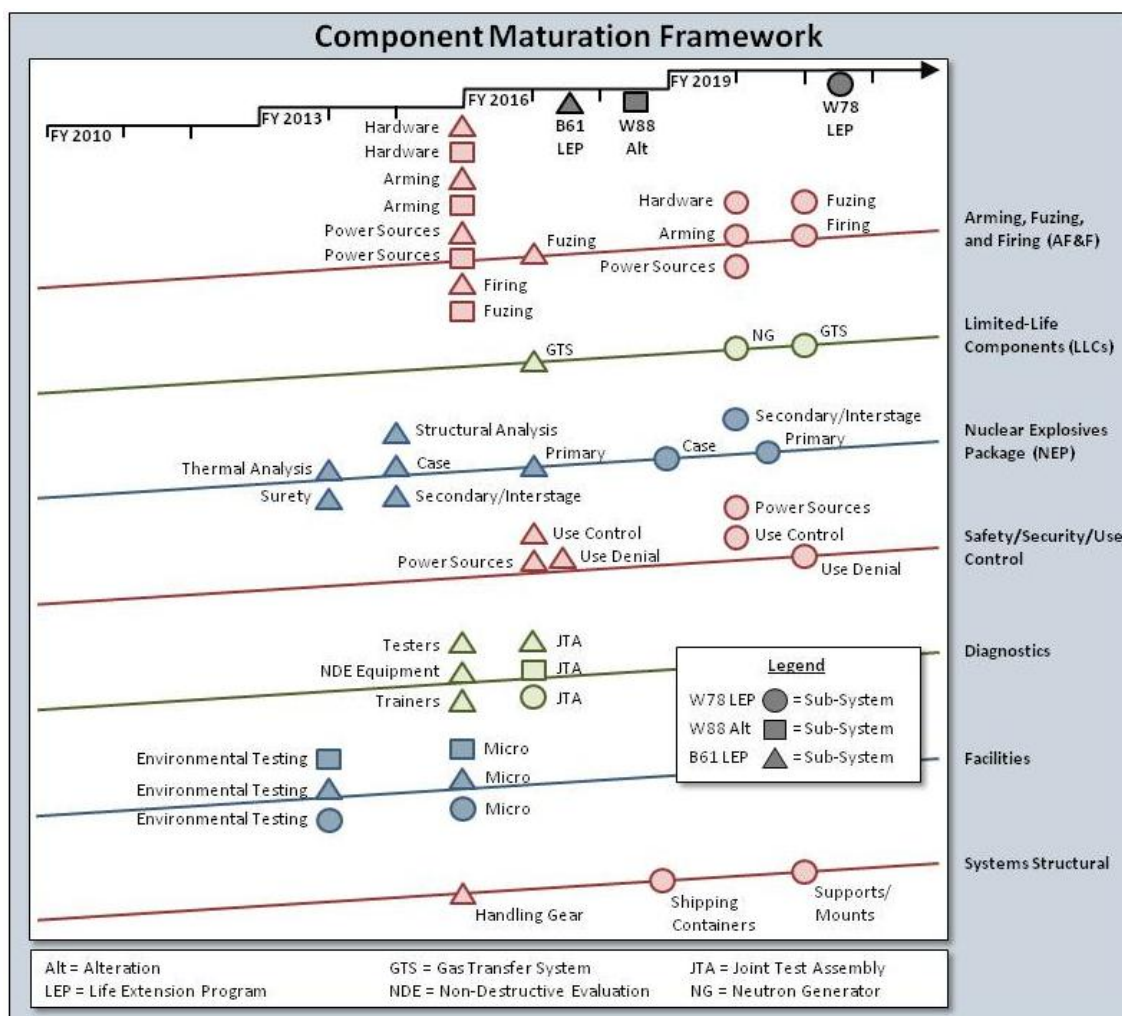 Component Maturation Framework
FY 2010
FY 2013
FY 2016
FY 2019
B61
LEP
W88
Alt
W78
LEP
Hardware
Hardware
Arming
Arming
Power Sources
Power Sources
Firing
Fuzing
Fuzing
Hardware
Arming
Power Sources
Fuzing
Firing
Arming, Fuzing,
and Firing (AF&F)
GTS
NG
GTS
Limited-Life
Components (LLCs)
Thermal Analysis
Surety
Structural Analysis
Case
Secondary/Interstage
Primary
Case
Secondary/Interstage
Primary
Nuclear Explosives
Package (NEP)
Use Control
Power Sources
Use Denial
Power Sources
Use Control
Use Denial
Safety/Security/Use
Control
Testers
NDE Equipment
Trainers
JTA
JTA
JTA
Diagnostics
Legend
W78 LEP = Sub-System
W88 Alt = Sub-System
B61 LEP = Sub-System
Environmental Testing
Environmental Testing
Environmental Testing
Micro
Micro
Micro
Facilities
Handling Gear
Shipping
Containers
Supports/
Mounts
Systems Structural
Alt = Alteration
LEP = Life Extension Program
GTS = Gas Transfer System
NDE = Non-Destructive Evaluation
JTA = Joint Test Assembly
NG = Neutron Generator